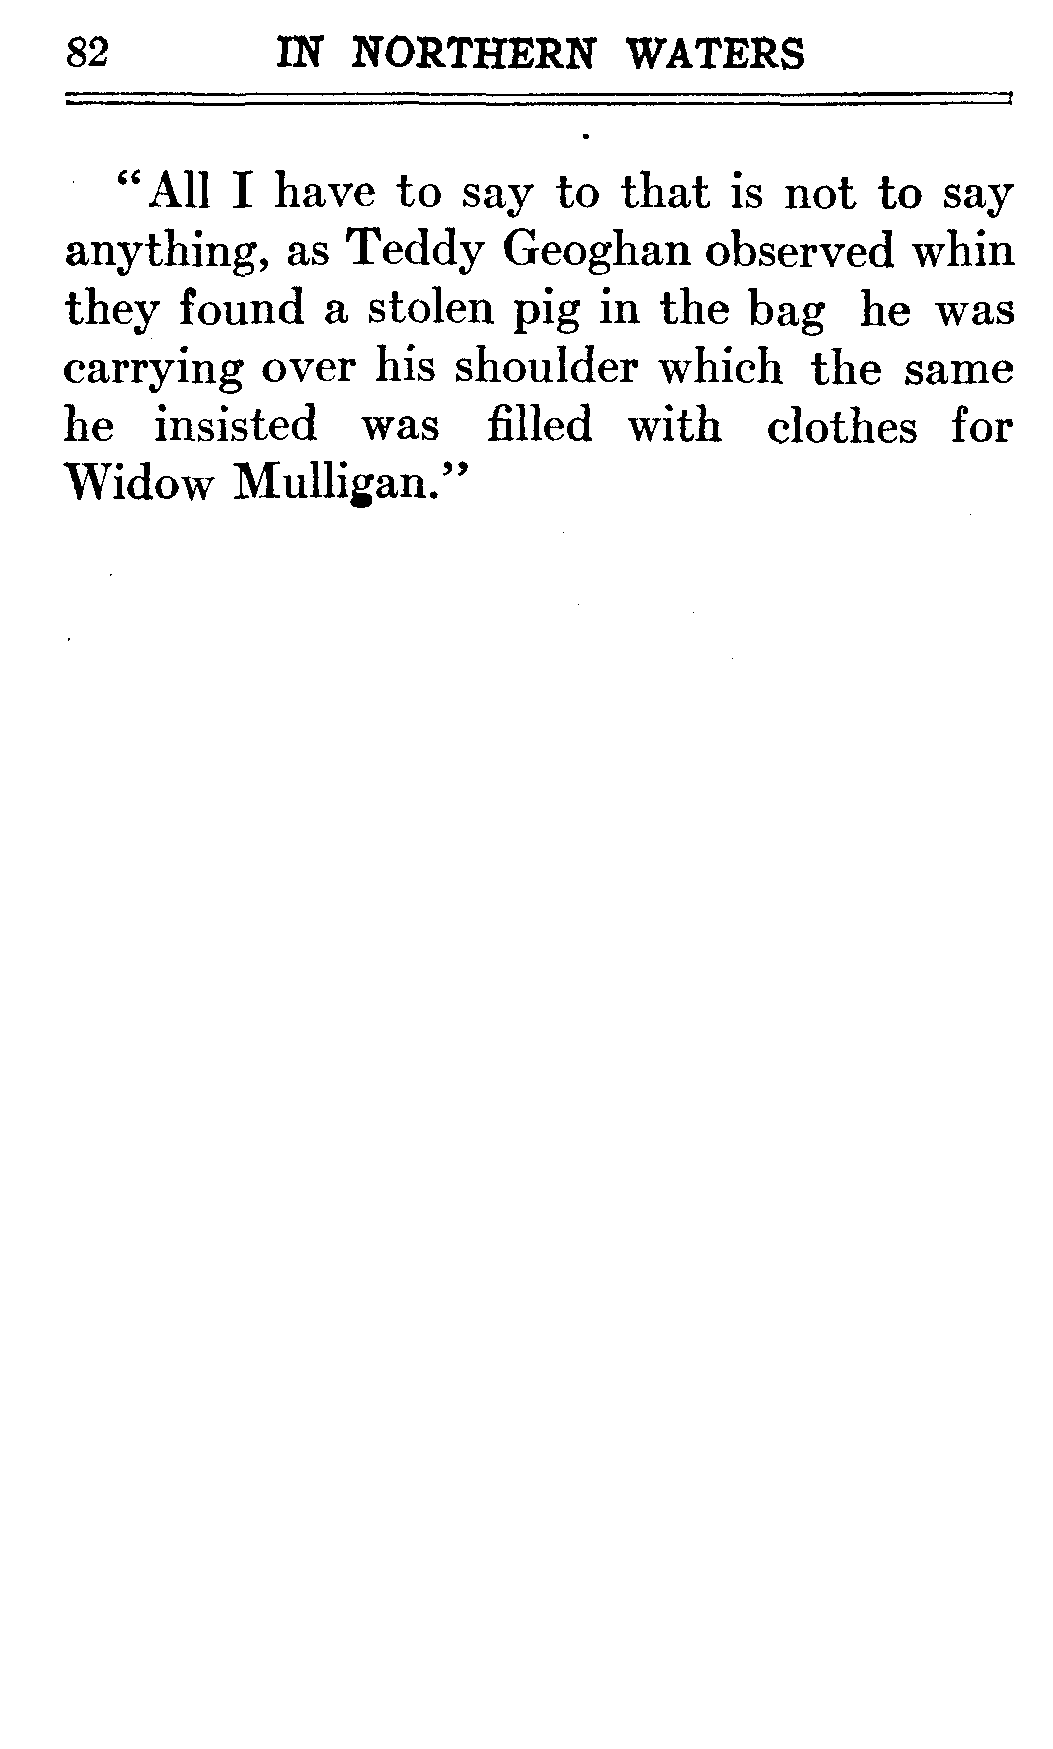 82 IN NORTHERN WATERS
“All I have to say to that is not to say
anything, as Teddy Geoghan observed whin
they found a stolen pig in the bag he was
carrying over his shoulder which the same
he insisted was filled with clothes for
Widow Mulligan.”